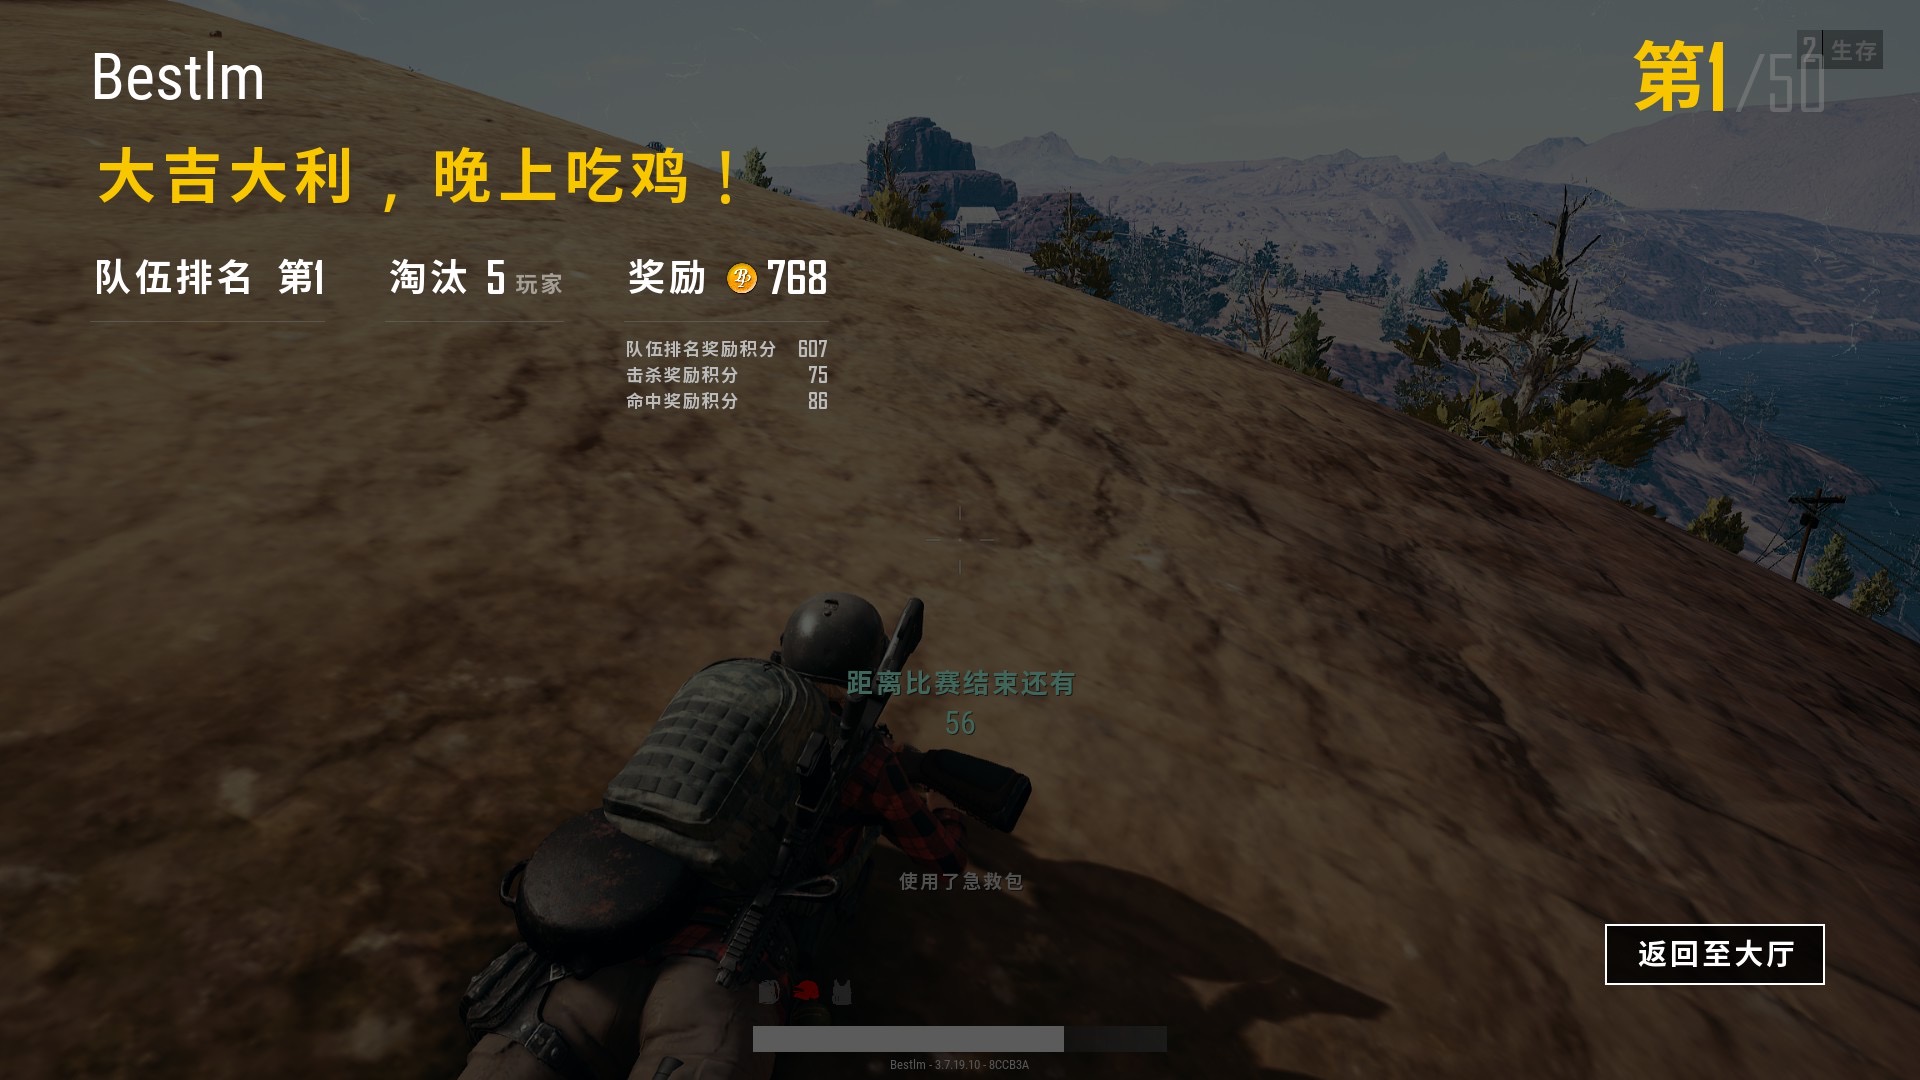 Bestlm
第1/50
2 生存
大吉大利，晚上吃鸡！
队伍排名 第1 淘汰 5 玩家 奖励 768
队伍排名奖励积分 607
击杀奖励积分 75
命中奖励积分 86
距离比赛结束还有
56
使用了急救包
返回至大厅
Bestlm - 3.7.19.10 - 8CCB3A